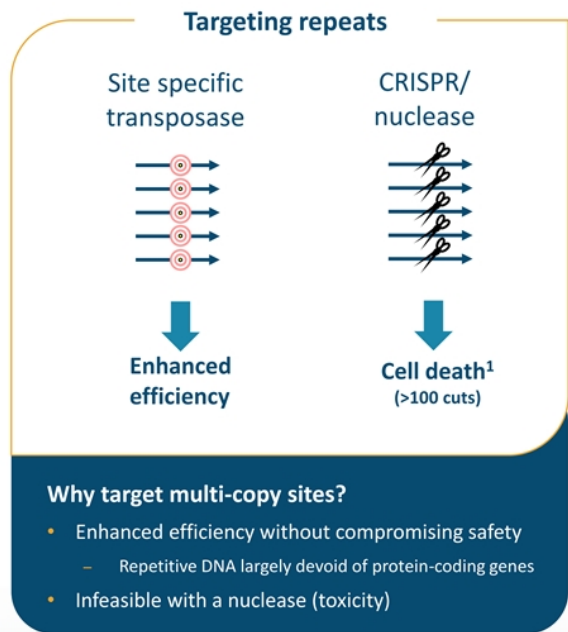 Targeting repeats
Site specific
transposase
CRISPR/
nuclease
Enhanced
efficiency
Cell death¹
(>100 cuts)
Why target multi-copy sites?
• Enhanced efficiency without compromising safety
– Repetitive DNA largely devoid of protein-coding genes
• Infeasible with a nuclease (toxicity)